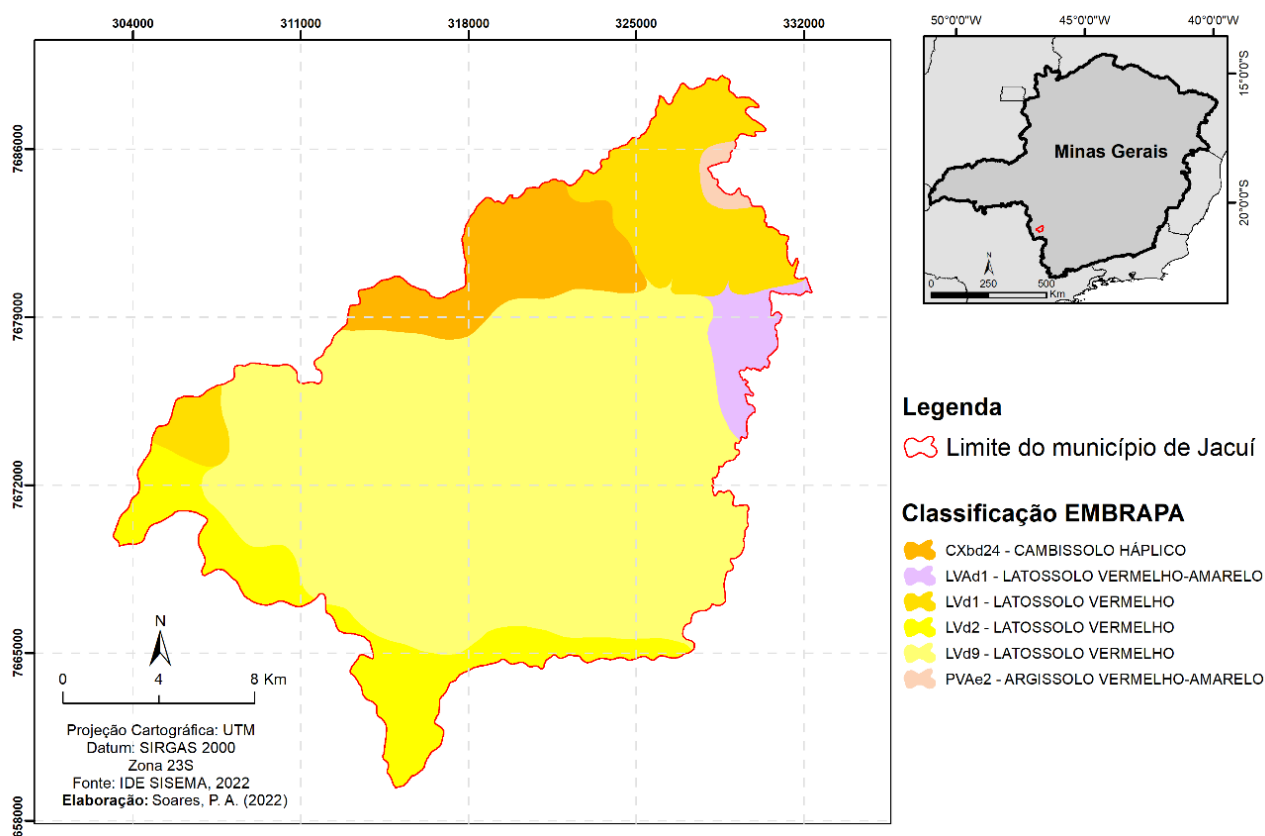 304000 311000 318000 325000 332000
7686000
7679000
7672000
7665000
658000
N
0 4 8 Km
Projeção Cartográfica: UTM
Datum: SIRGAS 2000
Zona 23S
Fonte: IDE SISEMA, 2022
Elaboração: Soares, P. A. (2022)
50°0'0"W 45°0'0"W 40°0'0"W
15°0'0"S
20°0'0"S
Minas Gerais
N
0 250 500
Km
Legenda
Limite do município de Jacuí
Classificação EMBRAPA
CXbd24 - CAMBISSOLO HÁPLICO
LVAd1 - LATOSSOLO VERMELHO-AMARELO
LVd1 - LATOSSOLO VERMELHO
LVd2 - LATOSSOLO VERMELHO
LVd9 - LATOSSOLO VERMELHO
PVAe2 - ARGISSOLO VERMELHO-AMARELO